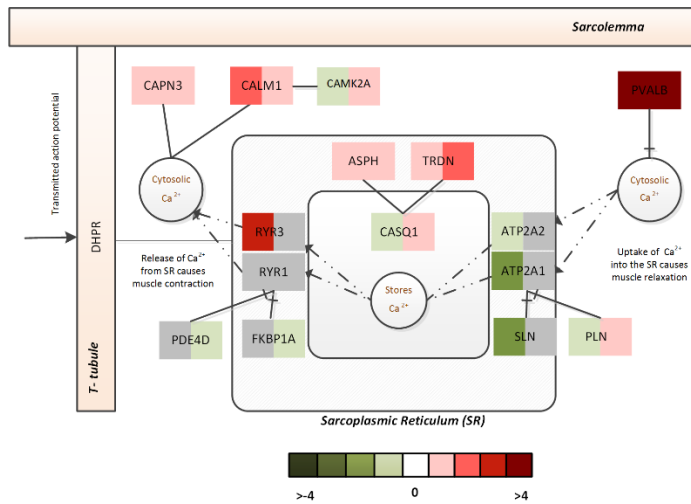 Sarcolemma
Transmitted action potential
DHPR
T- tubule
CAPN3
CALM1
CAMK2A
PVALB
Cytosolic
Ca2+
ASPH
TRDN
CASQ1
Cytosolic
Ca2+
RYR3
RYR1
ATP2A2
ATP2A1
Release of Ca2+
from SR causes
muscle contraction
Stores
Ca2+
Uptake of Ca2+
into the SR causes
muscle relaxation
PDE4D
FKBP1A
SLN
PLN
Sarcoplasmic Reticulum (SR)
>-4
0
>4